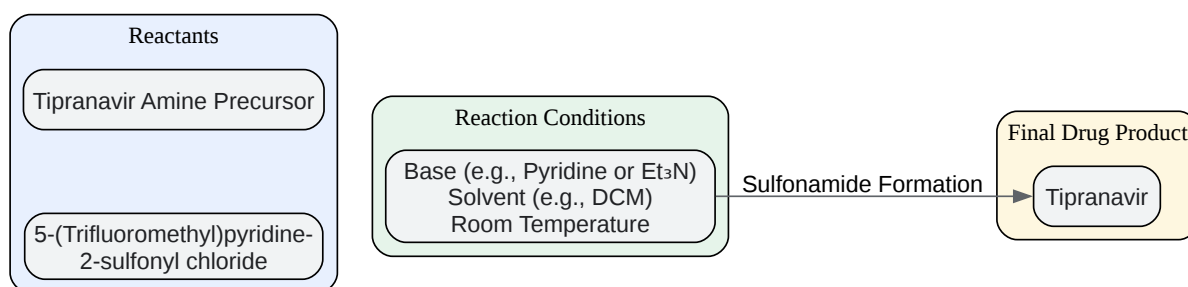 Reactants
Tipranavir Amine Precursor
5-(Trifluoromethyl)pyridine-
2-sulfonyl chloride
Reaction Conditions
Base (e.g., Pyridine or Et₃N)
Solvent (e.g., DCM)
Room Temperature
Sulfonamide Formation
Final Drug Product
Tipranavir